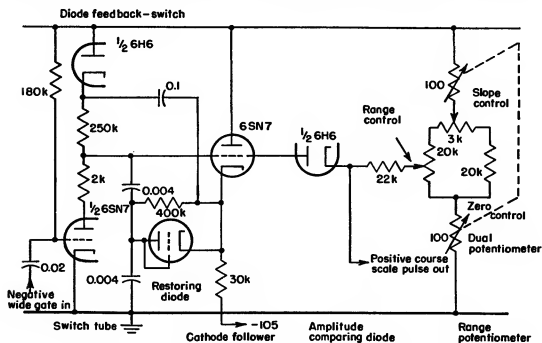 Diode feedback-switch
1/2 6H6
180k
0.1
100
Slope
control
6SN7
1/2 6H6
Range
control
250k
3k
20k
20k
22k
2k
0.004
400k
1/2 6SN7
Zero
control
100
Dual
potentiometer
0.02
0.004
Restoring
diode
30k
Positive course
scale pulse out
Negative
wide gate in
-105
Switch tube
Cathode follower
Amplitude
comparing diode
Range
potentiometer